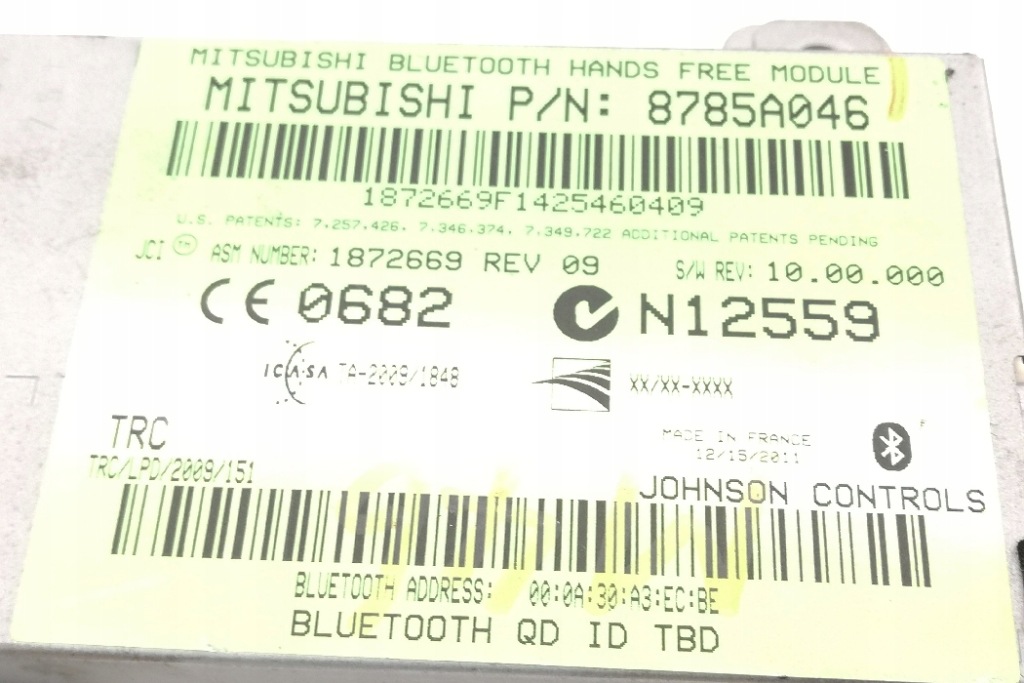 MITSUBISHI BLUETOOTH HANDS FREE MODULE
MITSUBISHI P/N: 8785A046
1872669F1425460409
U.S. PATENTS: 7.257.426, 7.346.374, 7.349.722 ADDITIONAL PATENTS PENDING
JCI TM ASM NUMBER: 1872669 REV 09 S/W REV: 10.00.000
CE 0682 N12559
ICASA TA-2009/1848 XX/XX-XXXX
TRC
TRC/LPD/2009/151
MADE IN FRANCE
12/15/2011
JOHNSON CONTROLS
BLUETOOTH ADDRESS: 00:0A:30:A3:EC:BE
BLUETOOTH QD ID TBD